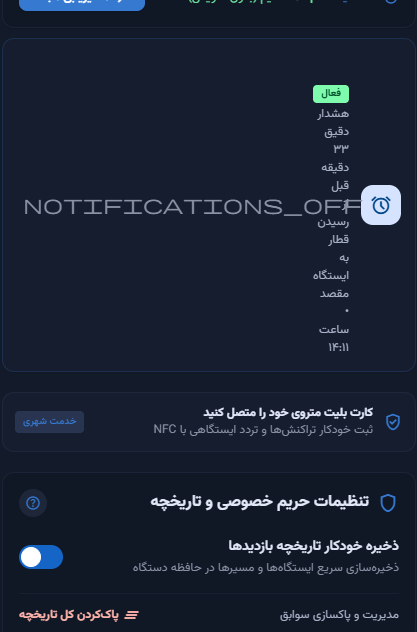 فعال
هشدار
دقیق
۳۳
دقیقه
قبل
رسیدن
قطار
به
ایستگاه
مقصد
•
ساعت
۱۴:۱۱
NOTIFICATIONS_OFF
کارت بلیت متروی خود را متصل کنید
ثبت خودکار تراکنش‌ها و تردد ایستگاهی با NFC
خدمت شهری
تنظیمات حریم خصوصی و تاریخچه
ذخیره خودکار تاریخچه بازدیدها
ذخیره‌سازی سریع ایستگاه‌ها و مسیرها در حافظه دستگاه
مدیریت و پاکسازی سوابق
پاک‌کردن کل تاریخچه